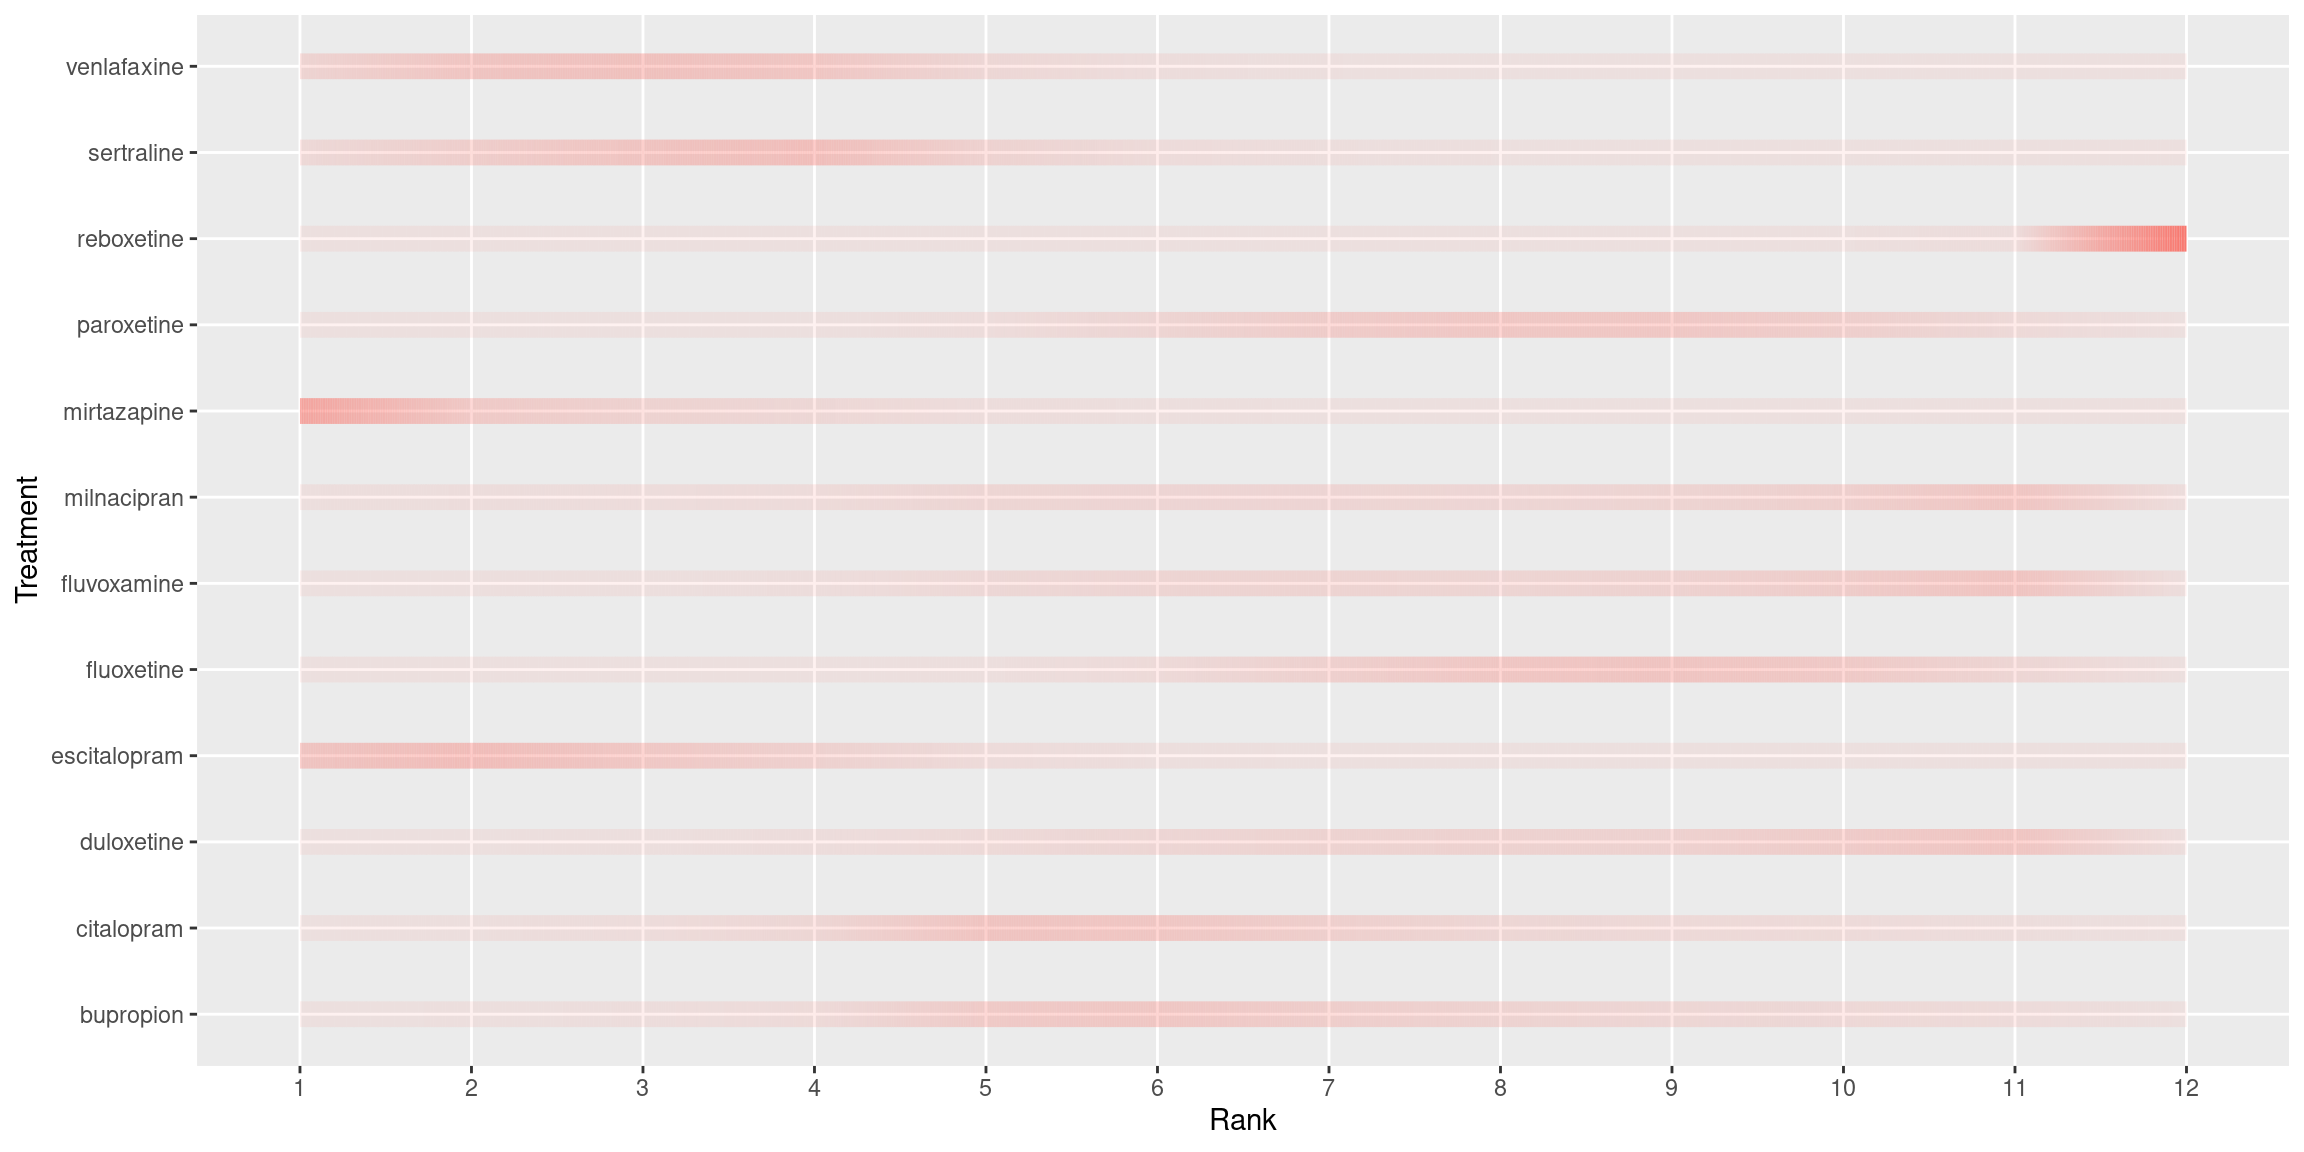 venlafaxine
sertraline
reboxetine
paroxetine
mirtazapine
milnacipran
fluvoxamine
fluoxetine
escitalopram
duloxetine
citalopram
bupropion
Treatment
1 2 3 4 5 6 7 8 9 10 11 12
Rank